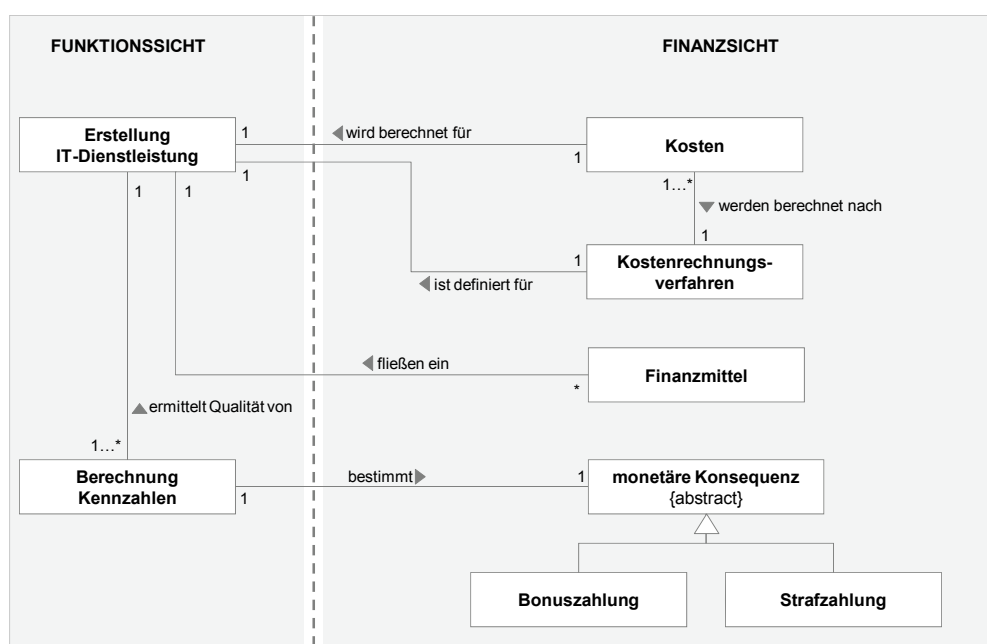 FUNKTIONSSICHT
FINANZSICHT
Erstellung
IT-Dienstleistung
1
wird berechnet für
1
Kosten
1
1
1
1…*
werden berechnet nach
1
1
Kostenrechnungs-
verfahren
ist definiert für
fließen ein
*
Finanzmittel
ermittelt Qualität von
1…*
Berechnung
Kennzahlen
1
bestimmt
1
monetäre Konsequenz
{abstract}
Bonuszahlung
Strafzahlung